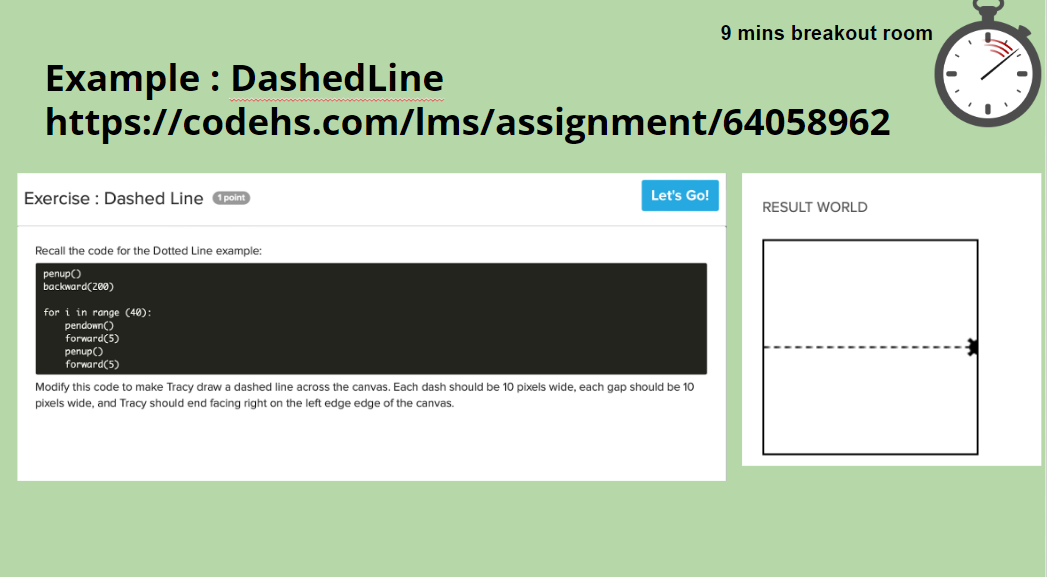 9 mins breakout room
Example : DashedLine
https://codehs.com/lms/assignment/64058962
Exercise : Dashed Line 1 point
Let's Go!
RESULT WORLD
Recall the code for the Dotted Line example:
penup()
backward(200)
for i in range (40):
pendown()
forward(5)
penup()
forward(5)
Modify this code to make Tracy draw a dashed line across the canvas. Each dash should be 10 pixels wide, each gap should be 10
pixels wide, and Tracy should end facing right on the left edge edge of the canvas.